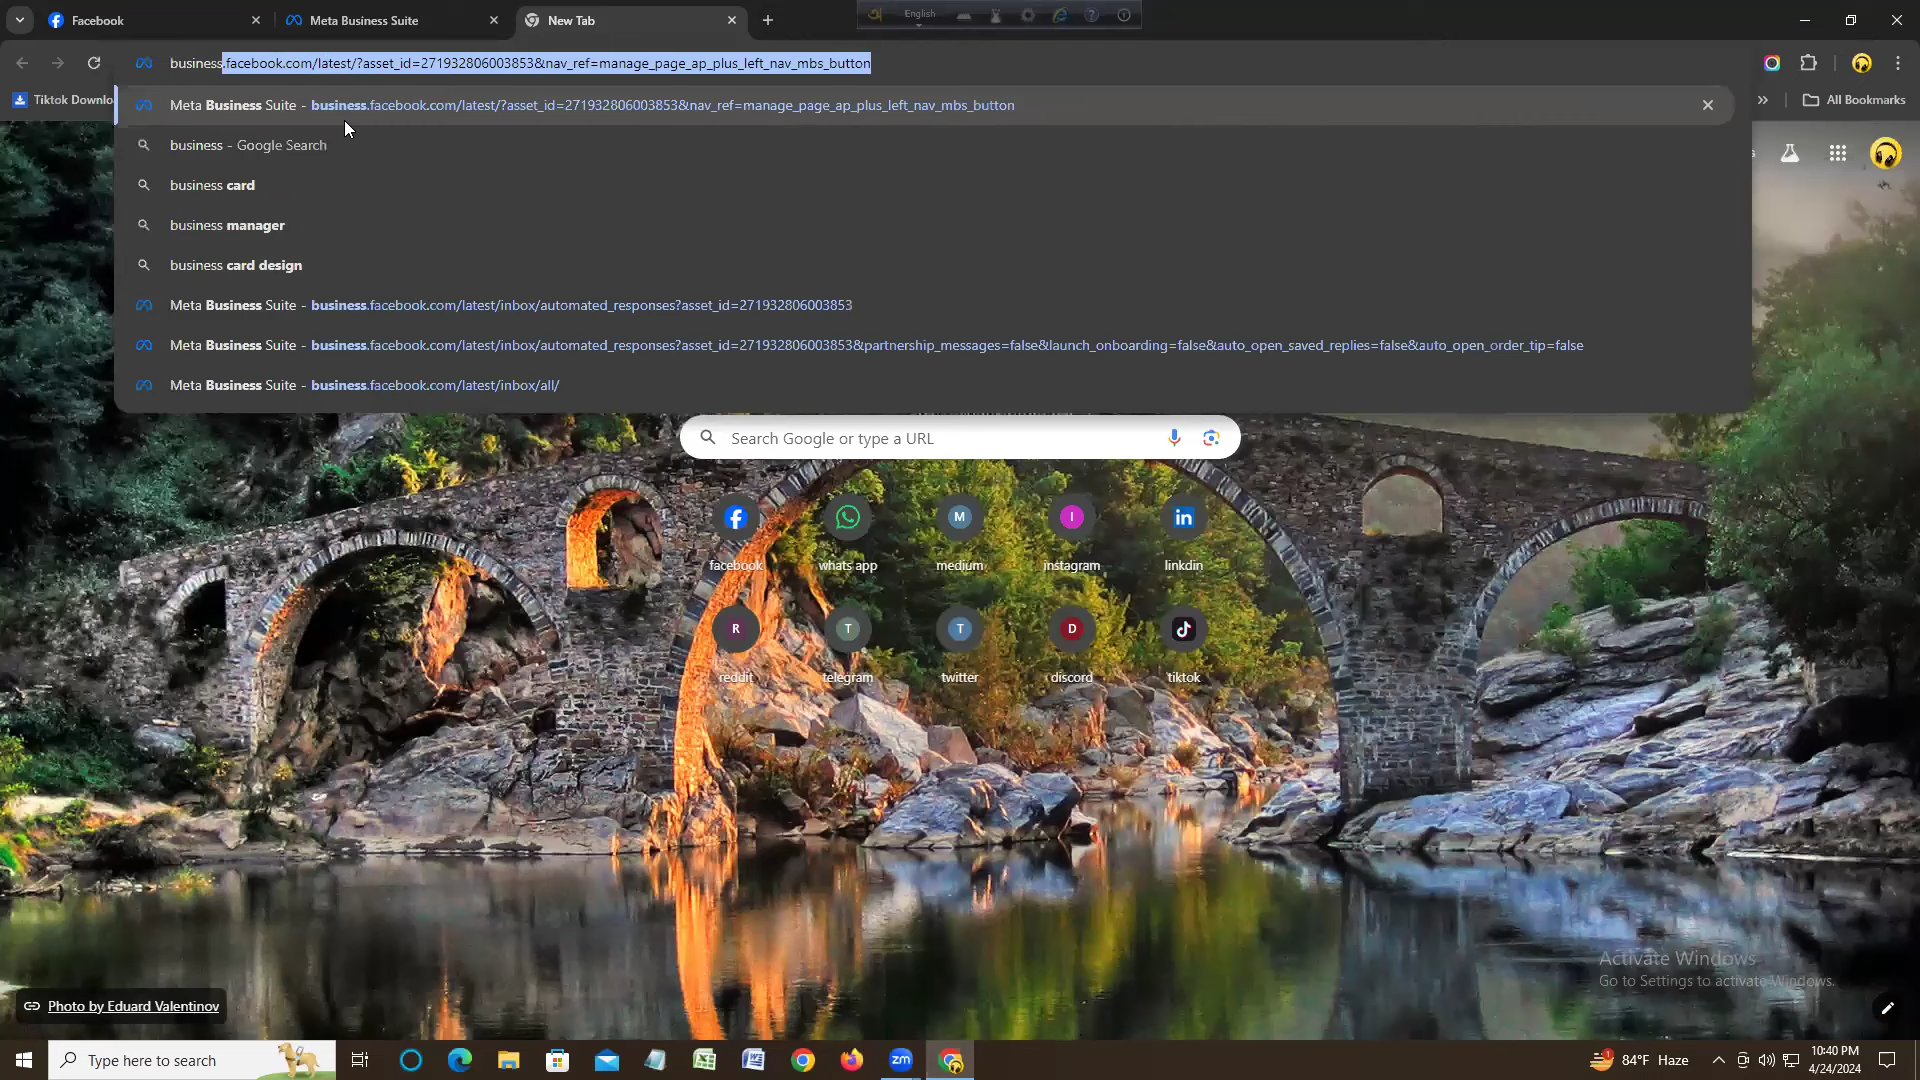 Facebook
Meta Business Suite
New Tab
English
business.facebook.com/latest/?asset_id=271932806003853&nav_ref=manage_page_ap_plus_left_nav_mbs_button
Tiktok Downlo
All Bookmarks
Meta Business Suite - business.facebook.com/latest/?asset_id=271932806003853&nav_ref=manage_page_ap_plus_left_nav_mbs_button
business - Google Search
business card
business manager
business card design
Meta Business Suite - business.facebook.com/latest/inbox/automated_responses?asset_id=271932806003853
Meta Business Suite - business.facebook.com/latest/inbox/automated_responses?asset_id=271932806003853&partnership_messages=false&launch_onboarding=false&auto_open_saved_replies=false&auto_open_order_tip=false
Meta Business Suite - business.facebook.com/latest/inbox/all/
Search Google or type a URL
M I
facebook whats app medium instagram linkdin
R T T D
reddit telegram twitter discord tiktok
Activate Windows
Go to Settings to activate Windows.
Photo by Eduard Valentinov
Type here to search
zm
1
84°F Haze
10:40 PM
4/24/2024